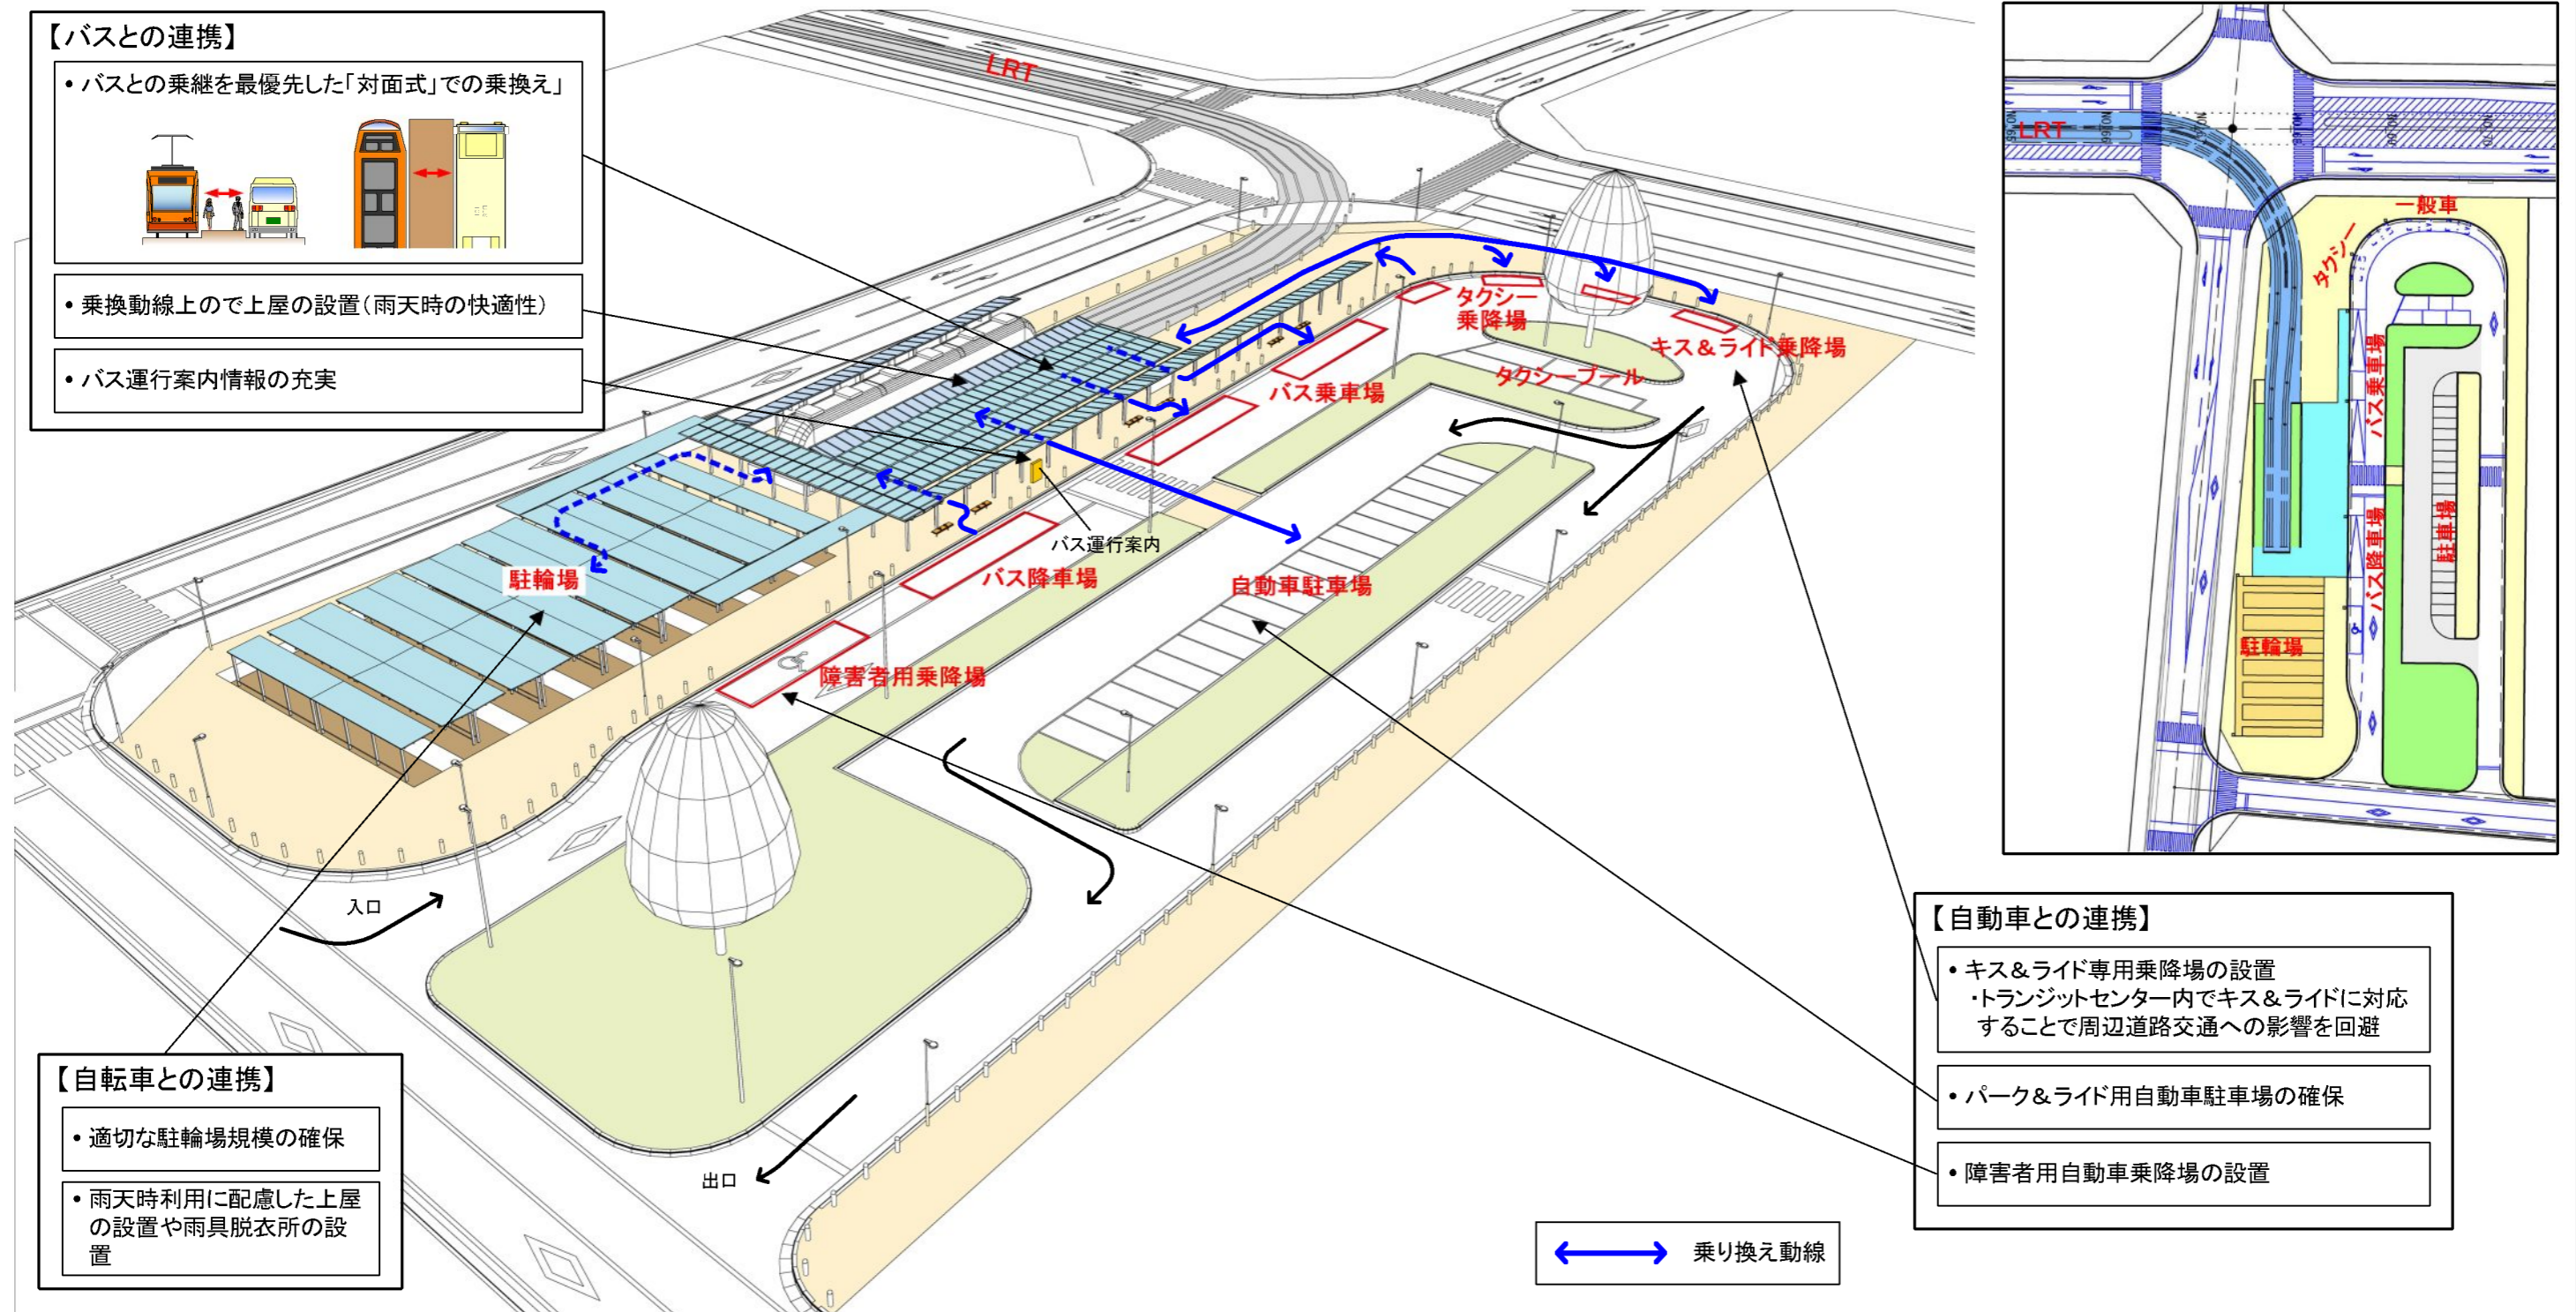 【バスとの連携】
• バスとの乗継を最優先した「対面式」での乗換え」
• 乗換動線上ので上屋の設置（雨天時の快適性）
• バス運行案内情報の充実
LRT
タクシー
乗降場
キス＆ライド乗降場
タクシープール
バス乗車場
バス運行案内
バス降車場
自動車駐車場
駐輪場
障害者用乗降場
入口
出口
【自転車との連携】
• 適切な駐輪場規模の確保
• 雨天時利用に配慮した上屋
の設置や雨具脱衣所の設
置
LRT
一般車
タクシー
バス乗車場
バス降車場
駐車場
駐輪場
【自動車との連携】
• キス＆ライド専用乗降場の設置
・トランジットセンター内でキス＆ライドに対応
することで周辺道路交通への影響を回避
• パーク＆ライド用自動車駐車場の確保
• 障害者用自動車乗降場の設置
乗り換え動線